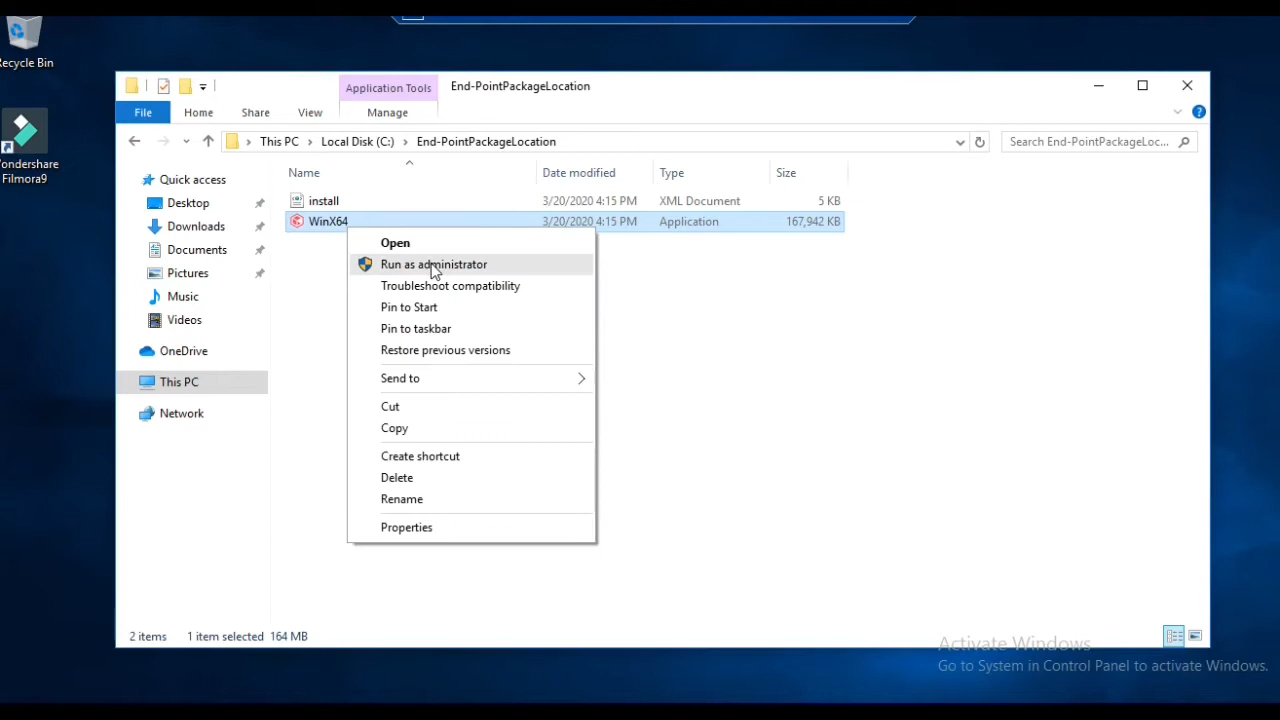 Recycle Bin
Wondershare
Filmora9
Application Tools
End-PointPackageLocation
File
Home
Share
View
Manage
This PC > Local Disk (C:) > End-PointPackageLocation
Search End-PointPackageLoc...
Name
Date modified
Type
Size
install
3/20/2020 4:15 PM
XML Document
5 KB
WinX64
3/20/2020 4:15 PM
Application
167,942 KB
Quick access
Desktop
Downloads
Documents
Pictures
Music
Videos
OneDrive
This PC
Network
Open
Run as administrator
Troubleshoot compatibility
Pin to Start
Pin to taskbar
Restore previous versions
Send to
Cut
Copy
Create shortcut
Delete
Rename
Properties
2 items
1 item selected 164 MB
Activate Windows
Go to System in Control Panel to activate Windows.